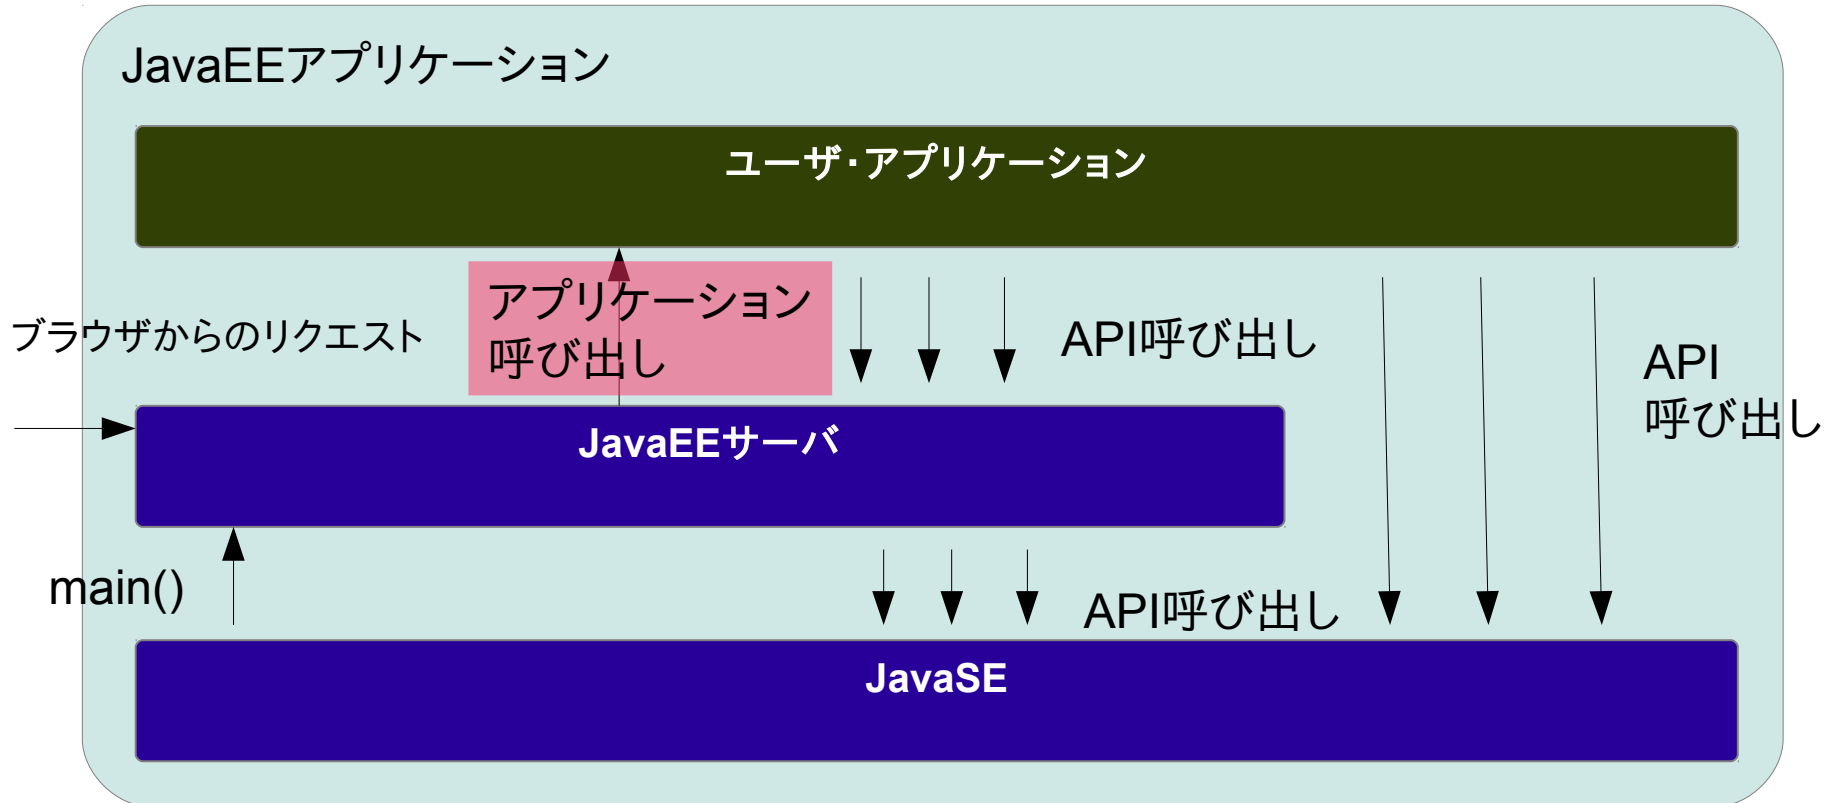 JavaEEアプリケーション
ユーザ・アプリケーション
アプリケーション
呼び出し
ブラウザからのリクエスト
API呼び出し
API
呼び出し
JavaEEサーバ
main()
API呼び出し
JavaSE